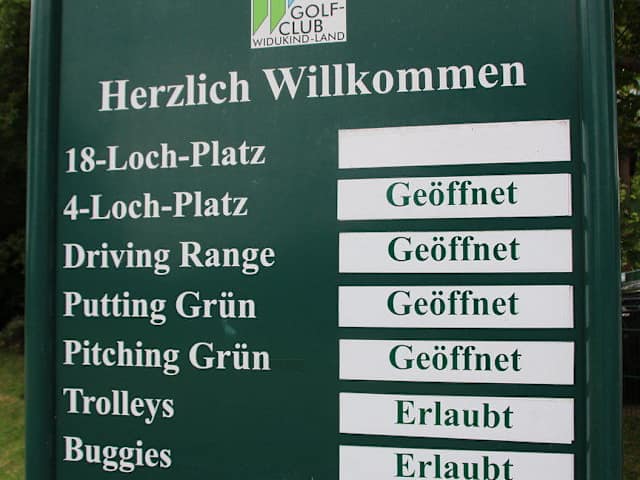 GOLF-
CLUB
WIDUKIND-LAND
Herzlich Willkommen
18-Loch-Platz
4-Loch-Platz Geöffnet
Driving Range Geöffnet
Putting Grün Geöffnet
Pitching Grün Geöffnet
Trolleys Erlaubt
Buggies Erlaubt